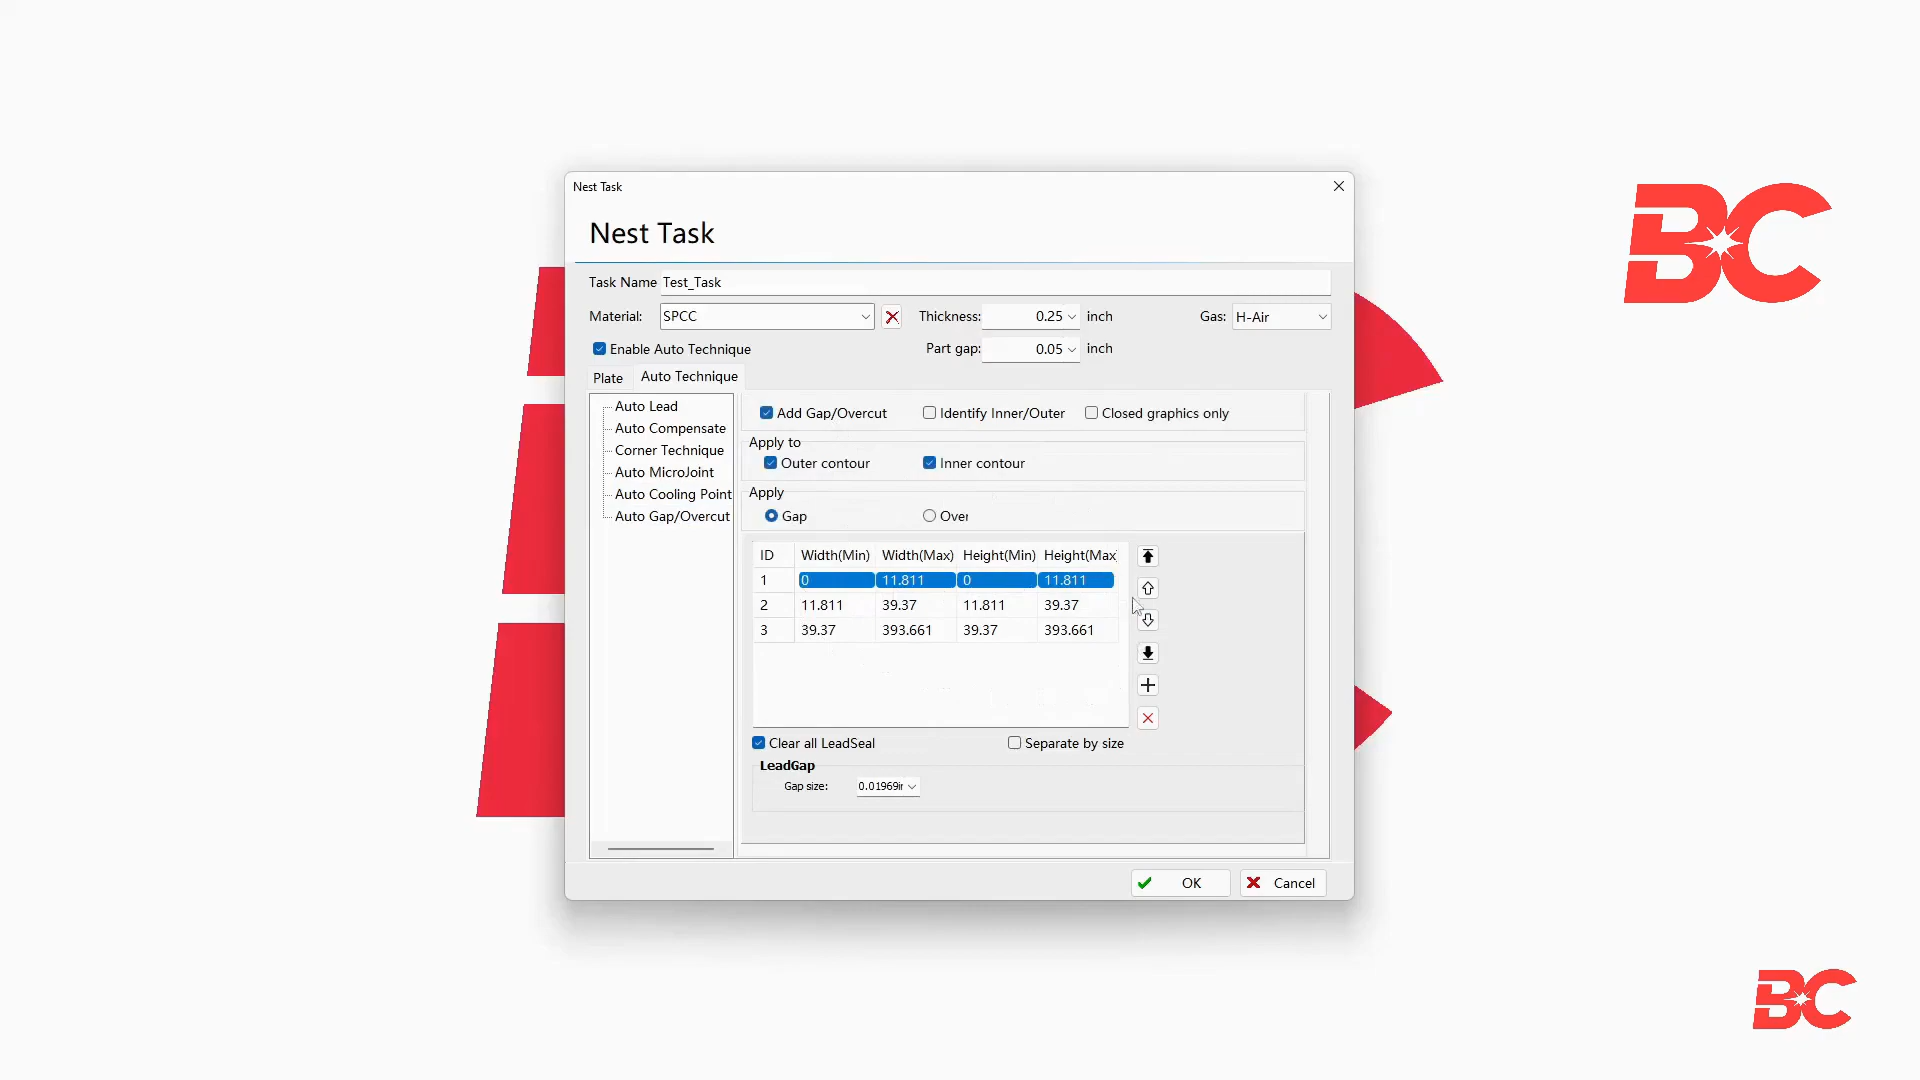 Nest Task
Nest Task
Task Name Test_Task
Material: SPCC Thickness: 0.25 inch Gas: H-Air
Enable Auto Technique Part gap: 0.05 inch
Plate Auto Technique
Auto Lead
Auto Compensate
Corner Technique
Auto MicroJoint
Auto Cooling Point
Auto Gap/Overcut
Add Gap/Overcut Identify Inner/Outer Closed graphics only
Apply to
Outer contour Inner contour
Apply
Gap Over
ID Width(Min) Width(Max) Height(Min) Height(Max
1 0 11.811 0 11.811
2 11.811 39.37 11.811 39.37
3 39.37 393.661 39.37 393.661
Clear all LeadSeal Separate by size
LeadGap
Gap size: 0.01969ir
OK Cancel
BC
BC